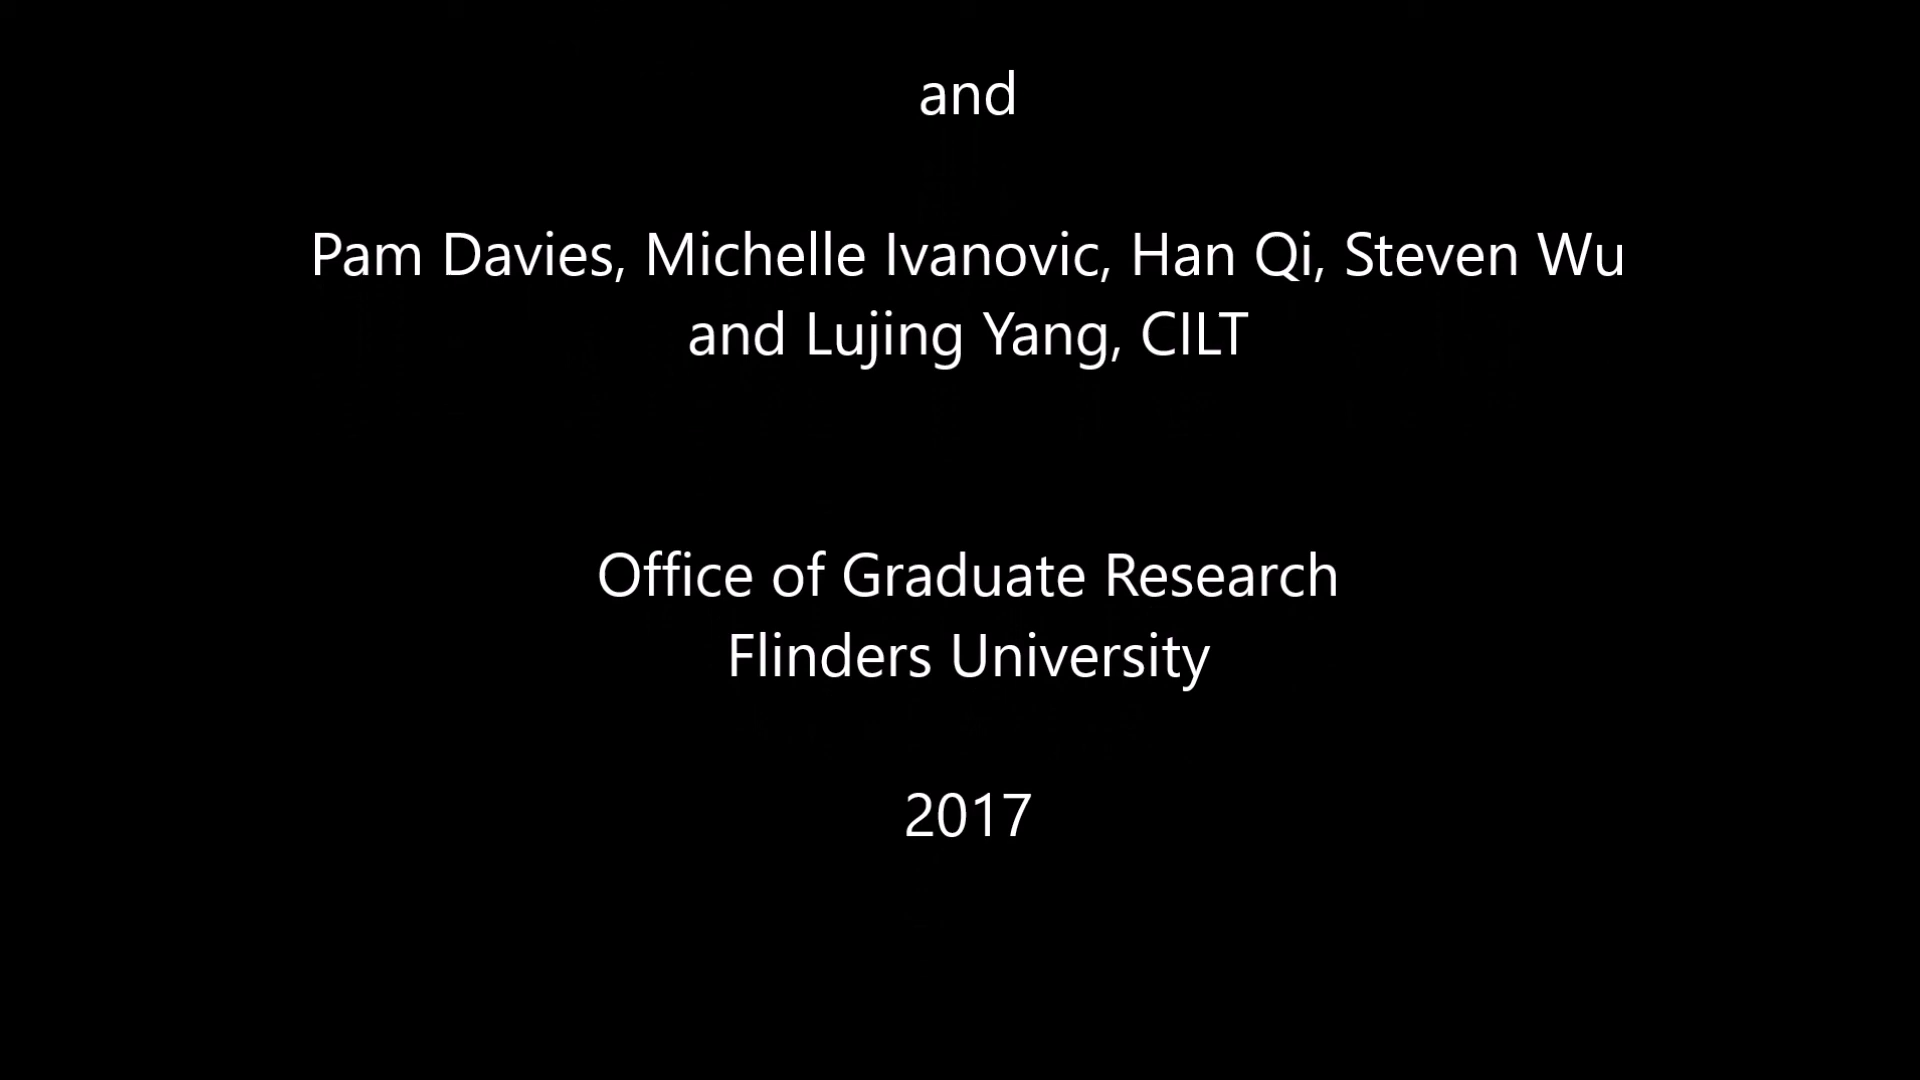 and
Pam Davies, Michelle Ivanovic, Han Qi, Steven Wu
and Lujing Yang, CILT
Office of Graduate Research
Flinders University
2017